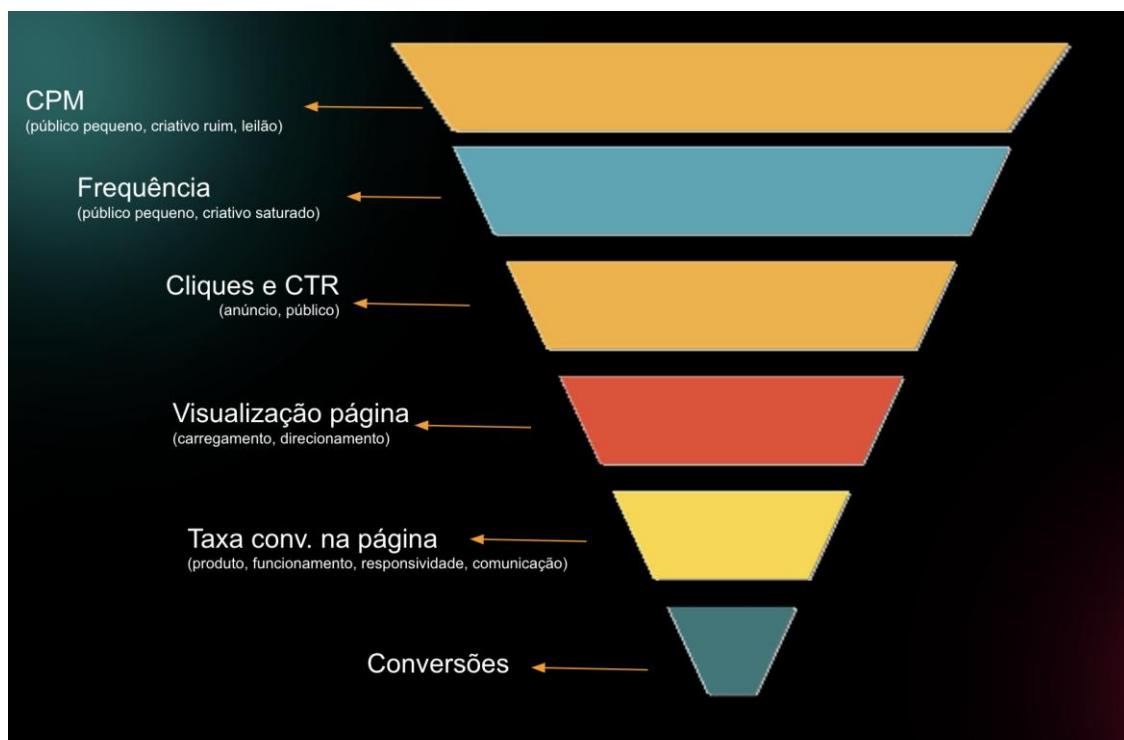 CPM
(público pequeno, criativo ruim, leilão)
Frequência
(público pequeno, criativo saturado)
Cliques e CTR
(anúncio, público)
Visualização página
(carregamento, direcionamento)
Taxa conv. na página
(produto, funcionamento, responsividade, comunicação)
Conversões